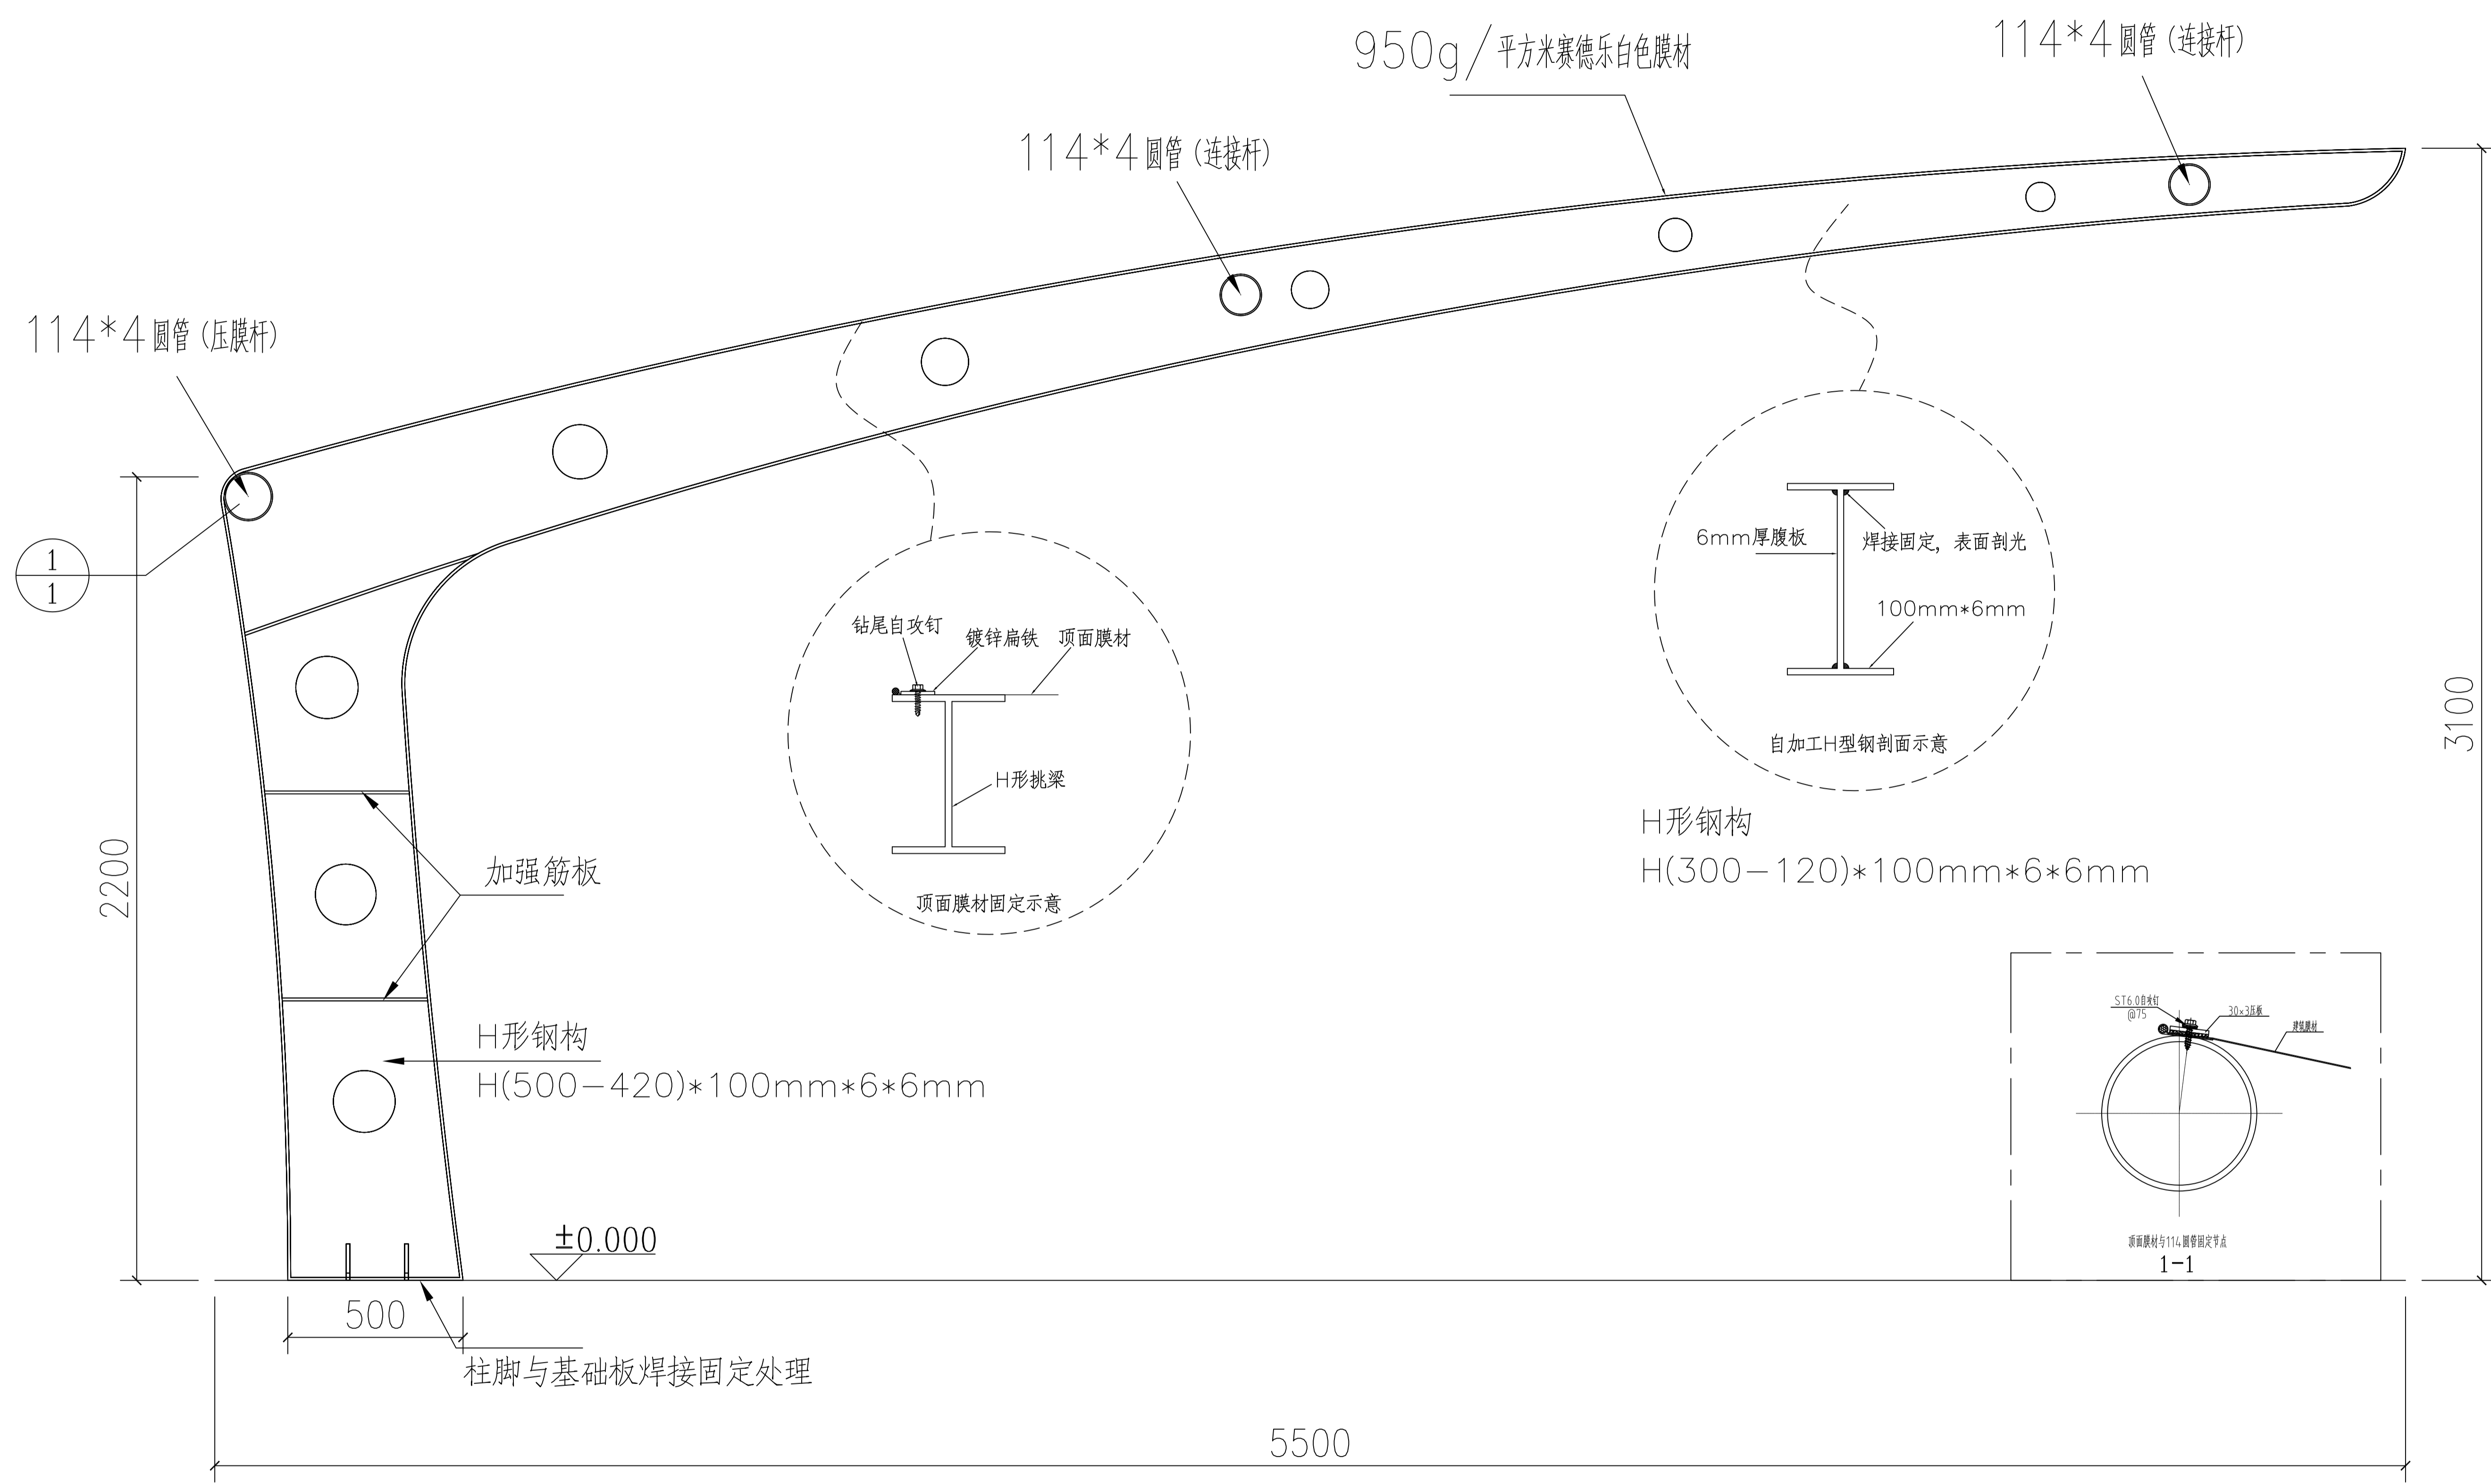 950g/平方米赛德乐白色膜材
114*4圆管(连接杆)
114*4圆管(连接杆)
114*4圆管(压膜杆)
1
1
2200
3100
6mm厚腹板
焊接固定，表面剖光
100mm*6mm
自加工H型钢剖面示意
钻尾自攻钉
镀锌扁铁
顶面膜材
H形挑梁
顶面膜材固定示意
H形钢构
H(300-120)*100mm*6*6mm
加强筋板
H形钢构
H(500-420)*100mm*6*6mm
ST6.0自攻钉
@75
30×3压板
建筑膜材
顶面膜材与114圆管固定节点
1-1
±0.000
500
柱脚与基础板焊接固定处理
5500